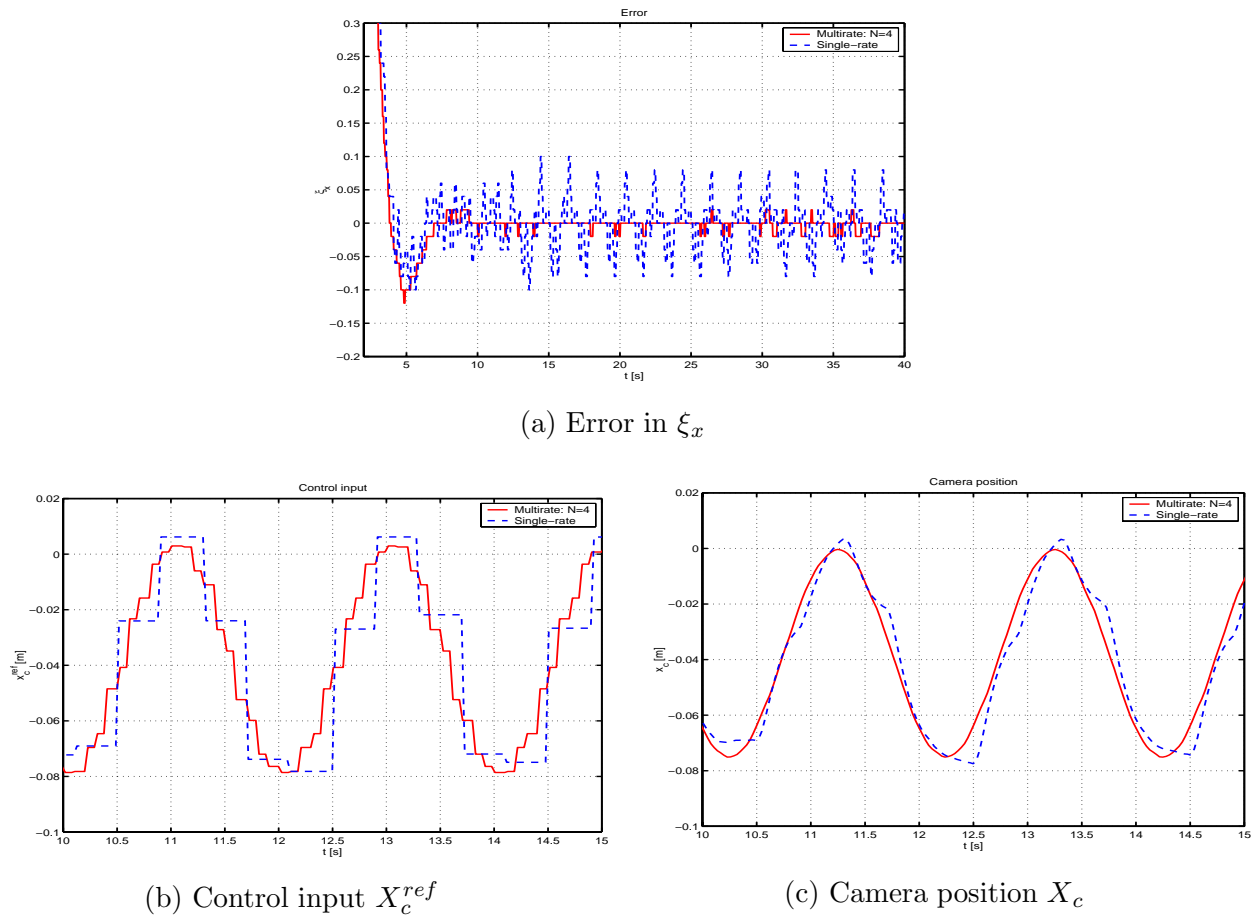 Error
0.3
0.25
0.2
0.15
0.1
0.05
0
−0.05
−0.1
−0.15
−0.2
ξx
Multirate: N=4
Single−rate
5 10 15 20 25 30 35 40
t [s]
(a) Error in ξx
Control input
0.02
0
−0.02
−0.04
−0.06
−0.08
−0.1
xc^ref [m]
Multirate: N=4
Single−rate
10 10.5 11 11.5 12 12.5 13 13.5 14 14.5 15
t [s]
(b) Control input Xc^ref
Camera position
0.02
0
−0.02
−0.04
−0.06
−0.08
−0.1
xc [m]
Multirate: N=4
Single−rate
10 10.5 11 11.5 12 12.5 13 13.5 14 14.5 15
t [s]
(c) Camera position Xc